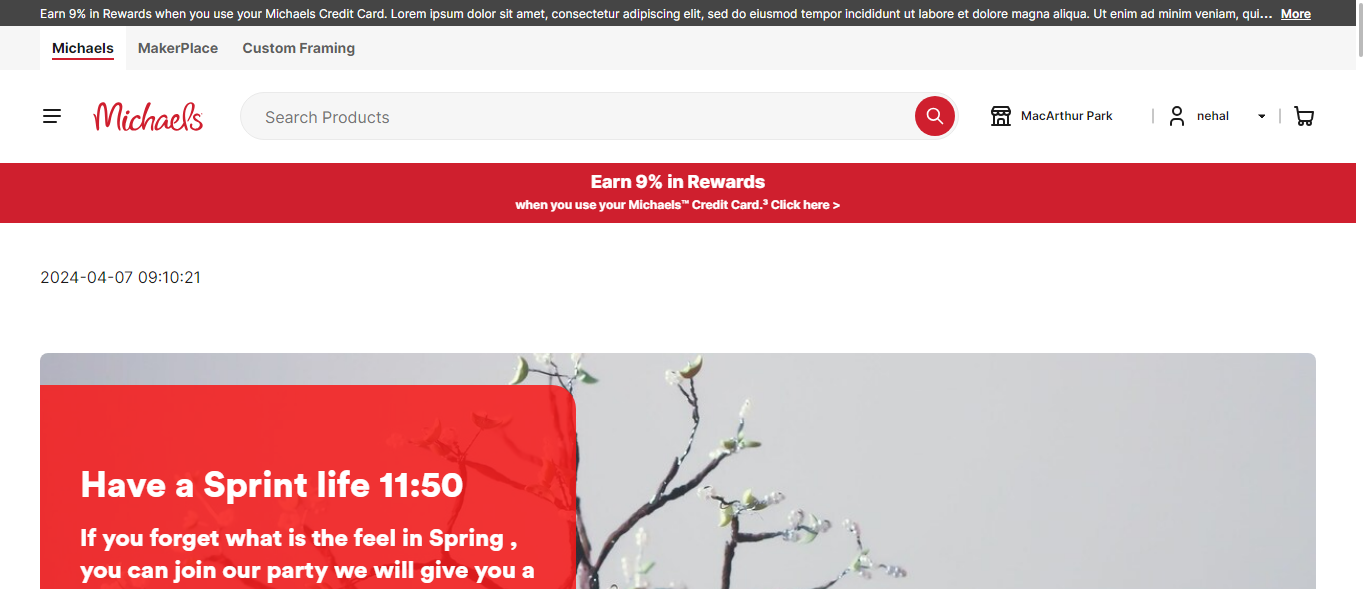 Earn 9% in Rewards when you use your Michaels Credit Card. Lorem ipsum dolor sit amet, consectetur adipiscing elit, sed do eiusmod tempor incididunt ut labore et dolore magna aliqua. Ut enim ad minim veniam, qui... More
Michaels MakerPlace Custom Framing
Michaels Search Products MacArthur Park nehal
Earn 9% in Rewards
when you use your Michaels™ Credit Card.³ Click here >
2024-04-07 09:10:21
Have a Sprint life 11:50
If you forget what is the feel in Spring ,
you can join our party we will give you a